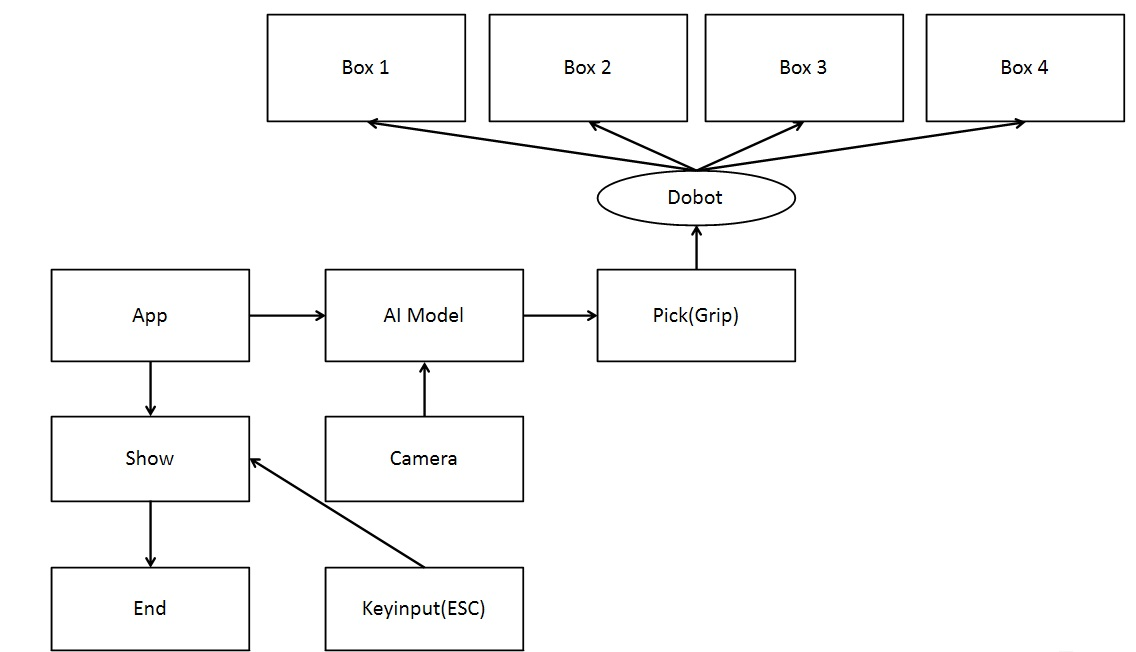 Box 1
Box 2
Box 3
Box 4
Dobot
App
AI Model
Pick(Grip)
Show
Camera
End
Keyinput(ESC)